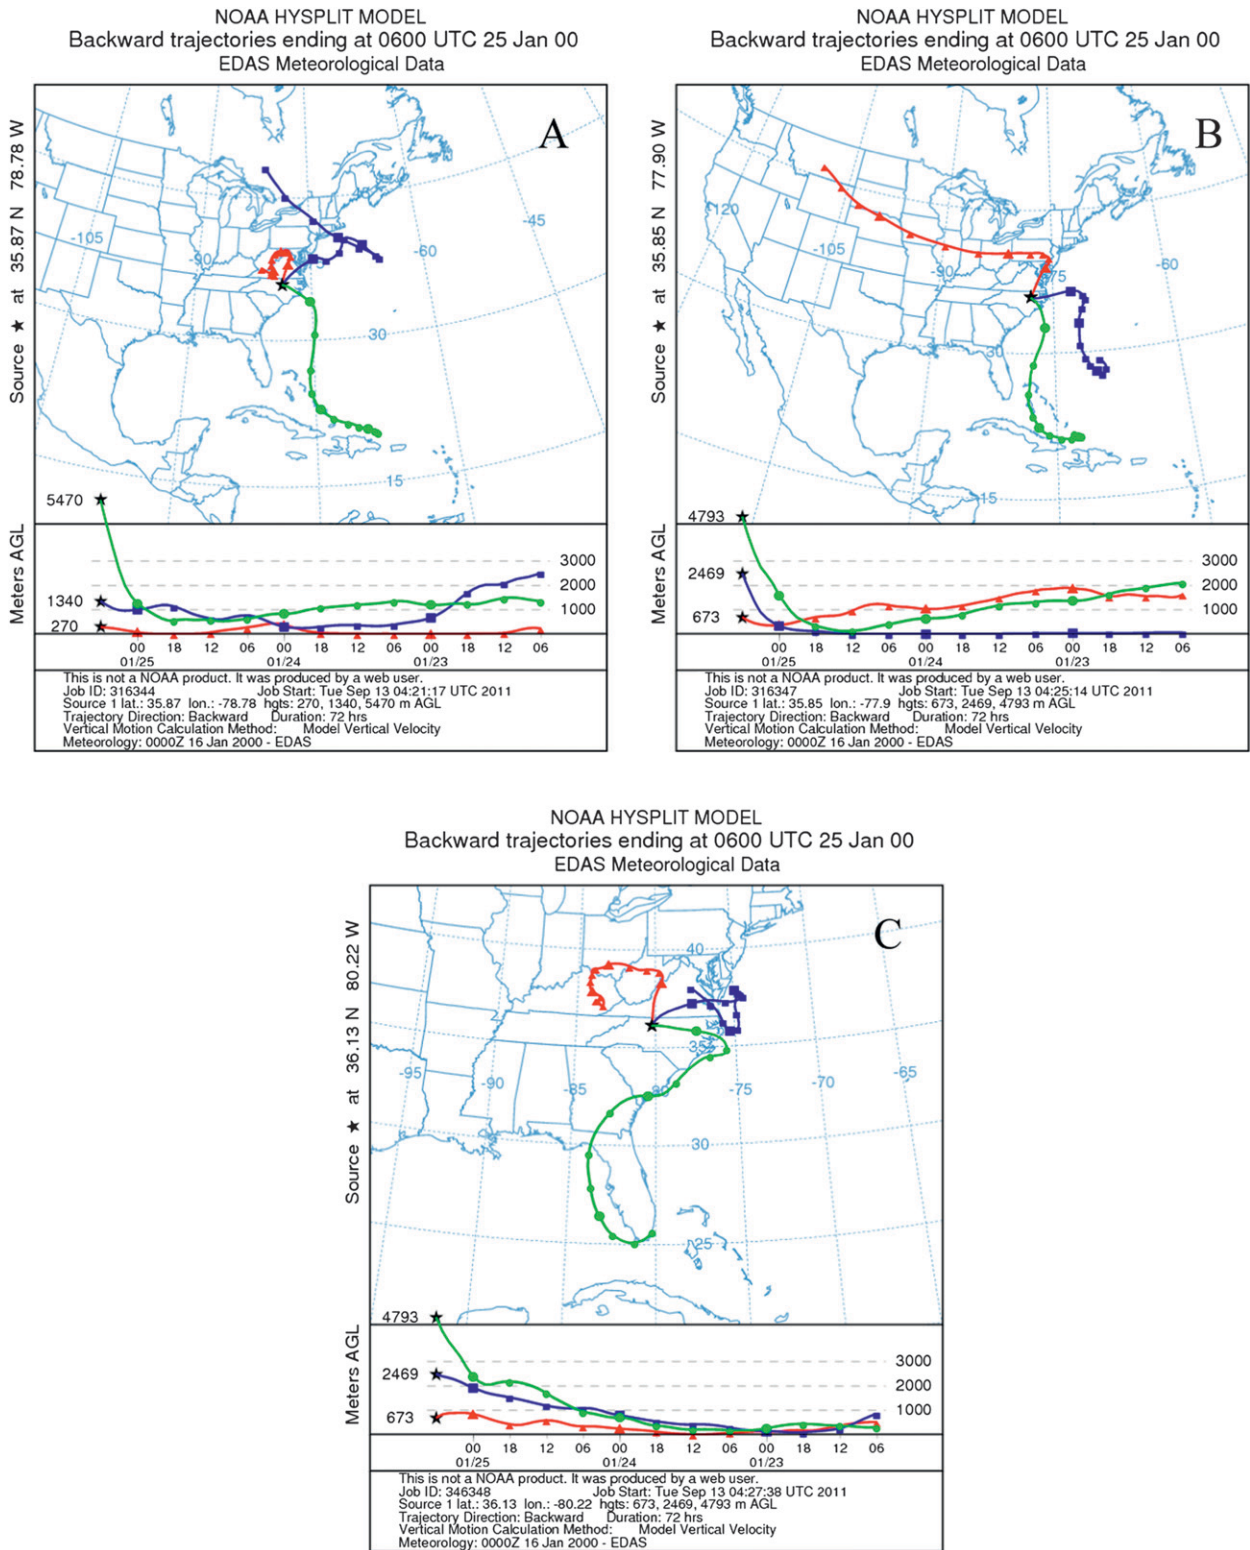 NOAA HYSPLIT MODEL
Backward trajectories ending at 0600 UTC 25 Jan 00
EDAS Meteorological Data
A
Source ★ at 35.87 N 78.78 W
-105
-90
-45
-60
30
15
Meters AGL
5470
1340
270
3000
2000
1000
00 18 12 06 00 18 12 06 00 18 12 06
01/25 01/24 01/23
This is not a NOAA product. It was produced by a web user.
Job ID: 316344 Job Start: Tue Sep 13 04:21:17 UTC 2011
Source 1 lat.: 35.87 lon.: -78.78 hgts: 270, 1340, 5470 m AGL
Trajectory Direction: Backward Duration: 72 hrs
Vertical Motion Calculation Method: Model Vertical Velocity
Meteorology: 0000Z 16 Jan 2000 - EDAS
NOAA HYSPLIT MODEL
Backward trajectories ending at 0600 UTC 25 Jan 00
EDAS Meteorological Data
B
Source ★ at 35.85 N 77.90 W
-120
-105
-90
-75
-60
30
15
Meters AGL
4793
2469
673
3000
2000
1000
00 18 12 06 00 18 12 06 00 18 12 06
01/25 01/24 01/23
This is not a NOAA product. It was produced by a web user.
Job ID: 316347 Job Start: Tue Sep 13 04:25:14 UTC 2011
Source 1 lat.: 35.85 lon.: -77.9 hgts: 673, 2469, 4793 m AGL
Trajectory Direction: Backward Duration: 72 hrs
Vertical Motion Calculation Method: Model Vertical Velocity
Meteorology: 0000Z 16 Jan 2000 - EDAS
NOAA HYSPLIT MODEL
Backward trajectories ending at 0600 UTC 25 Jan 00
EDAS Meteorological Data
C
Source ★ at 36.13 N 80.22 W
40
35
-95
-90
-85
-80
-75
-70
-65
30
25
Meters AGL
4793
2469
673
3000
2000
1000
00 18 12 06 00 18 12 06 00 18 12 06
01/25 01/24 01/23
This is not a NOAA product. It was produced by a web user.
Job ID: 346348 Job Start: Tue Sep 13 04:27:38 UTC 2011
Source 1 lat.: 36.13 lon.: -80.22 hgts: 673, 2469, 4793 m AGL
Trajectory Direction: Backward Duration: 72 hrs
Vertical Motion Calculation Method: Model Vertical Velocity
Meteorology: 0000Z 16 Jan 2000 - EDAS